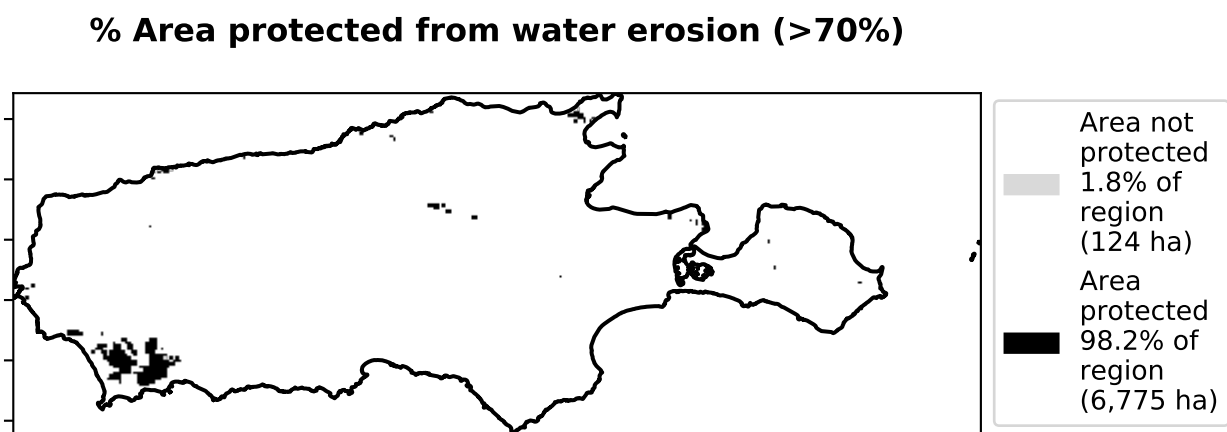 % Area protected from water erosion (>70%)
Area not
protected
1.8% of
region
(124 ha)
Area
protected
98.2% of
region
(6,775 ha)